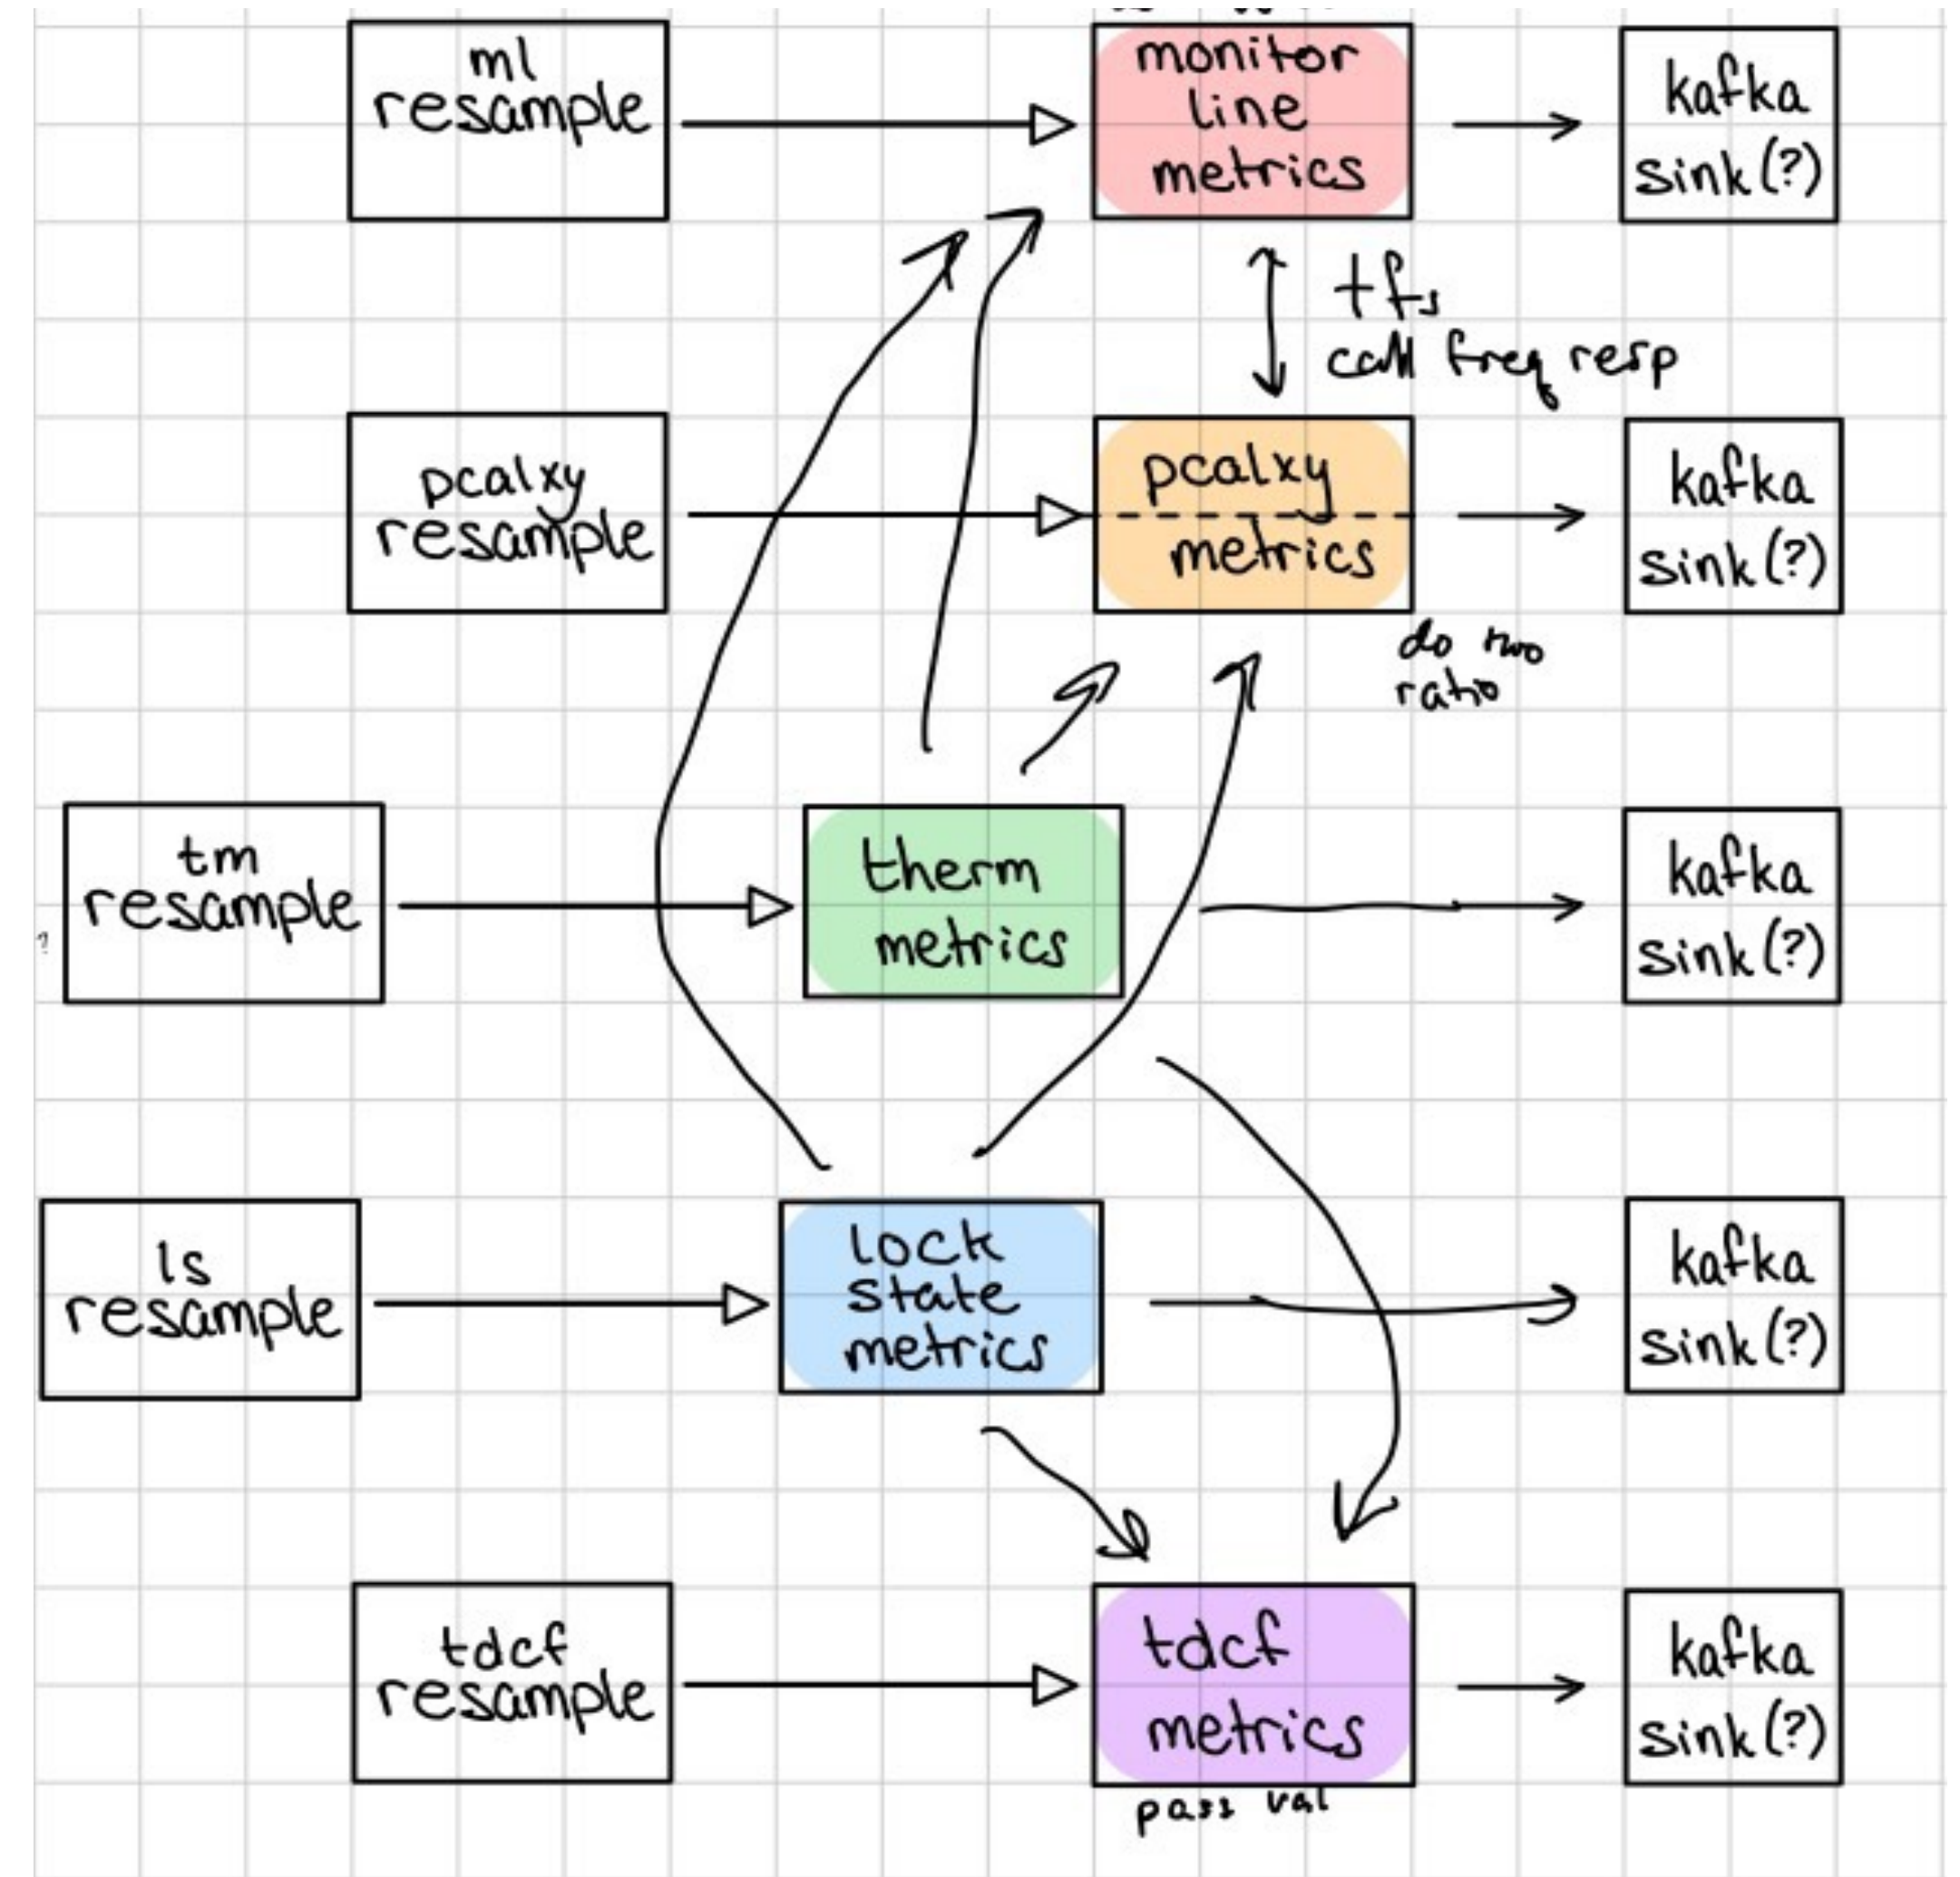 ml
resample
monitor
line
metrics
kafka
sink (?)
tfs
call freq resp
pcalxy
resample
pcalxy
metrics
kafka
sink (?)
do two
ratio
tm
resample
?
therm
metrics
kafka
sink (?)
ls
resample
lock
state
metrics
kafka
sink (?)
tdcf
resample
tdcf
metrics
kafka
sink (?)
pass val